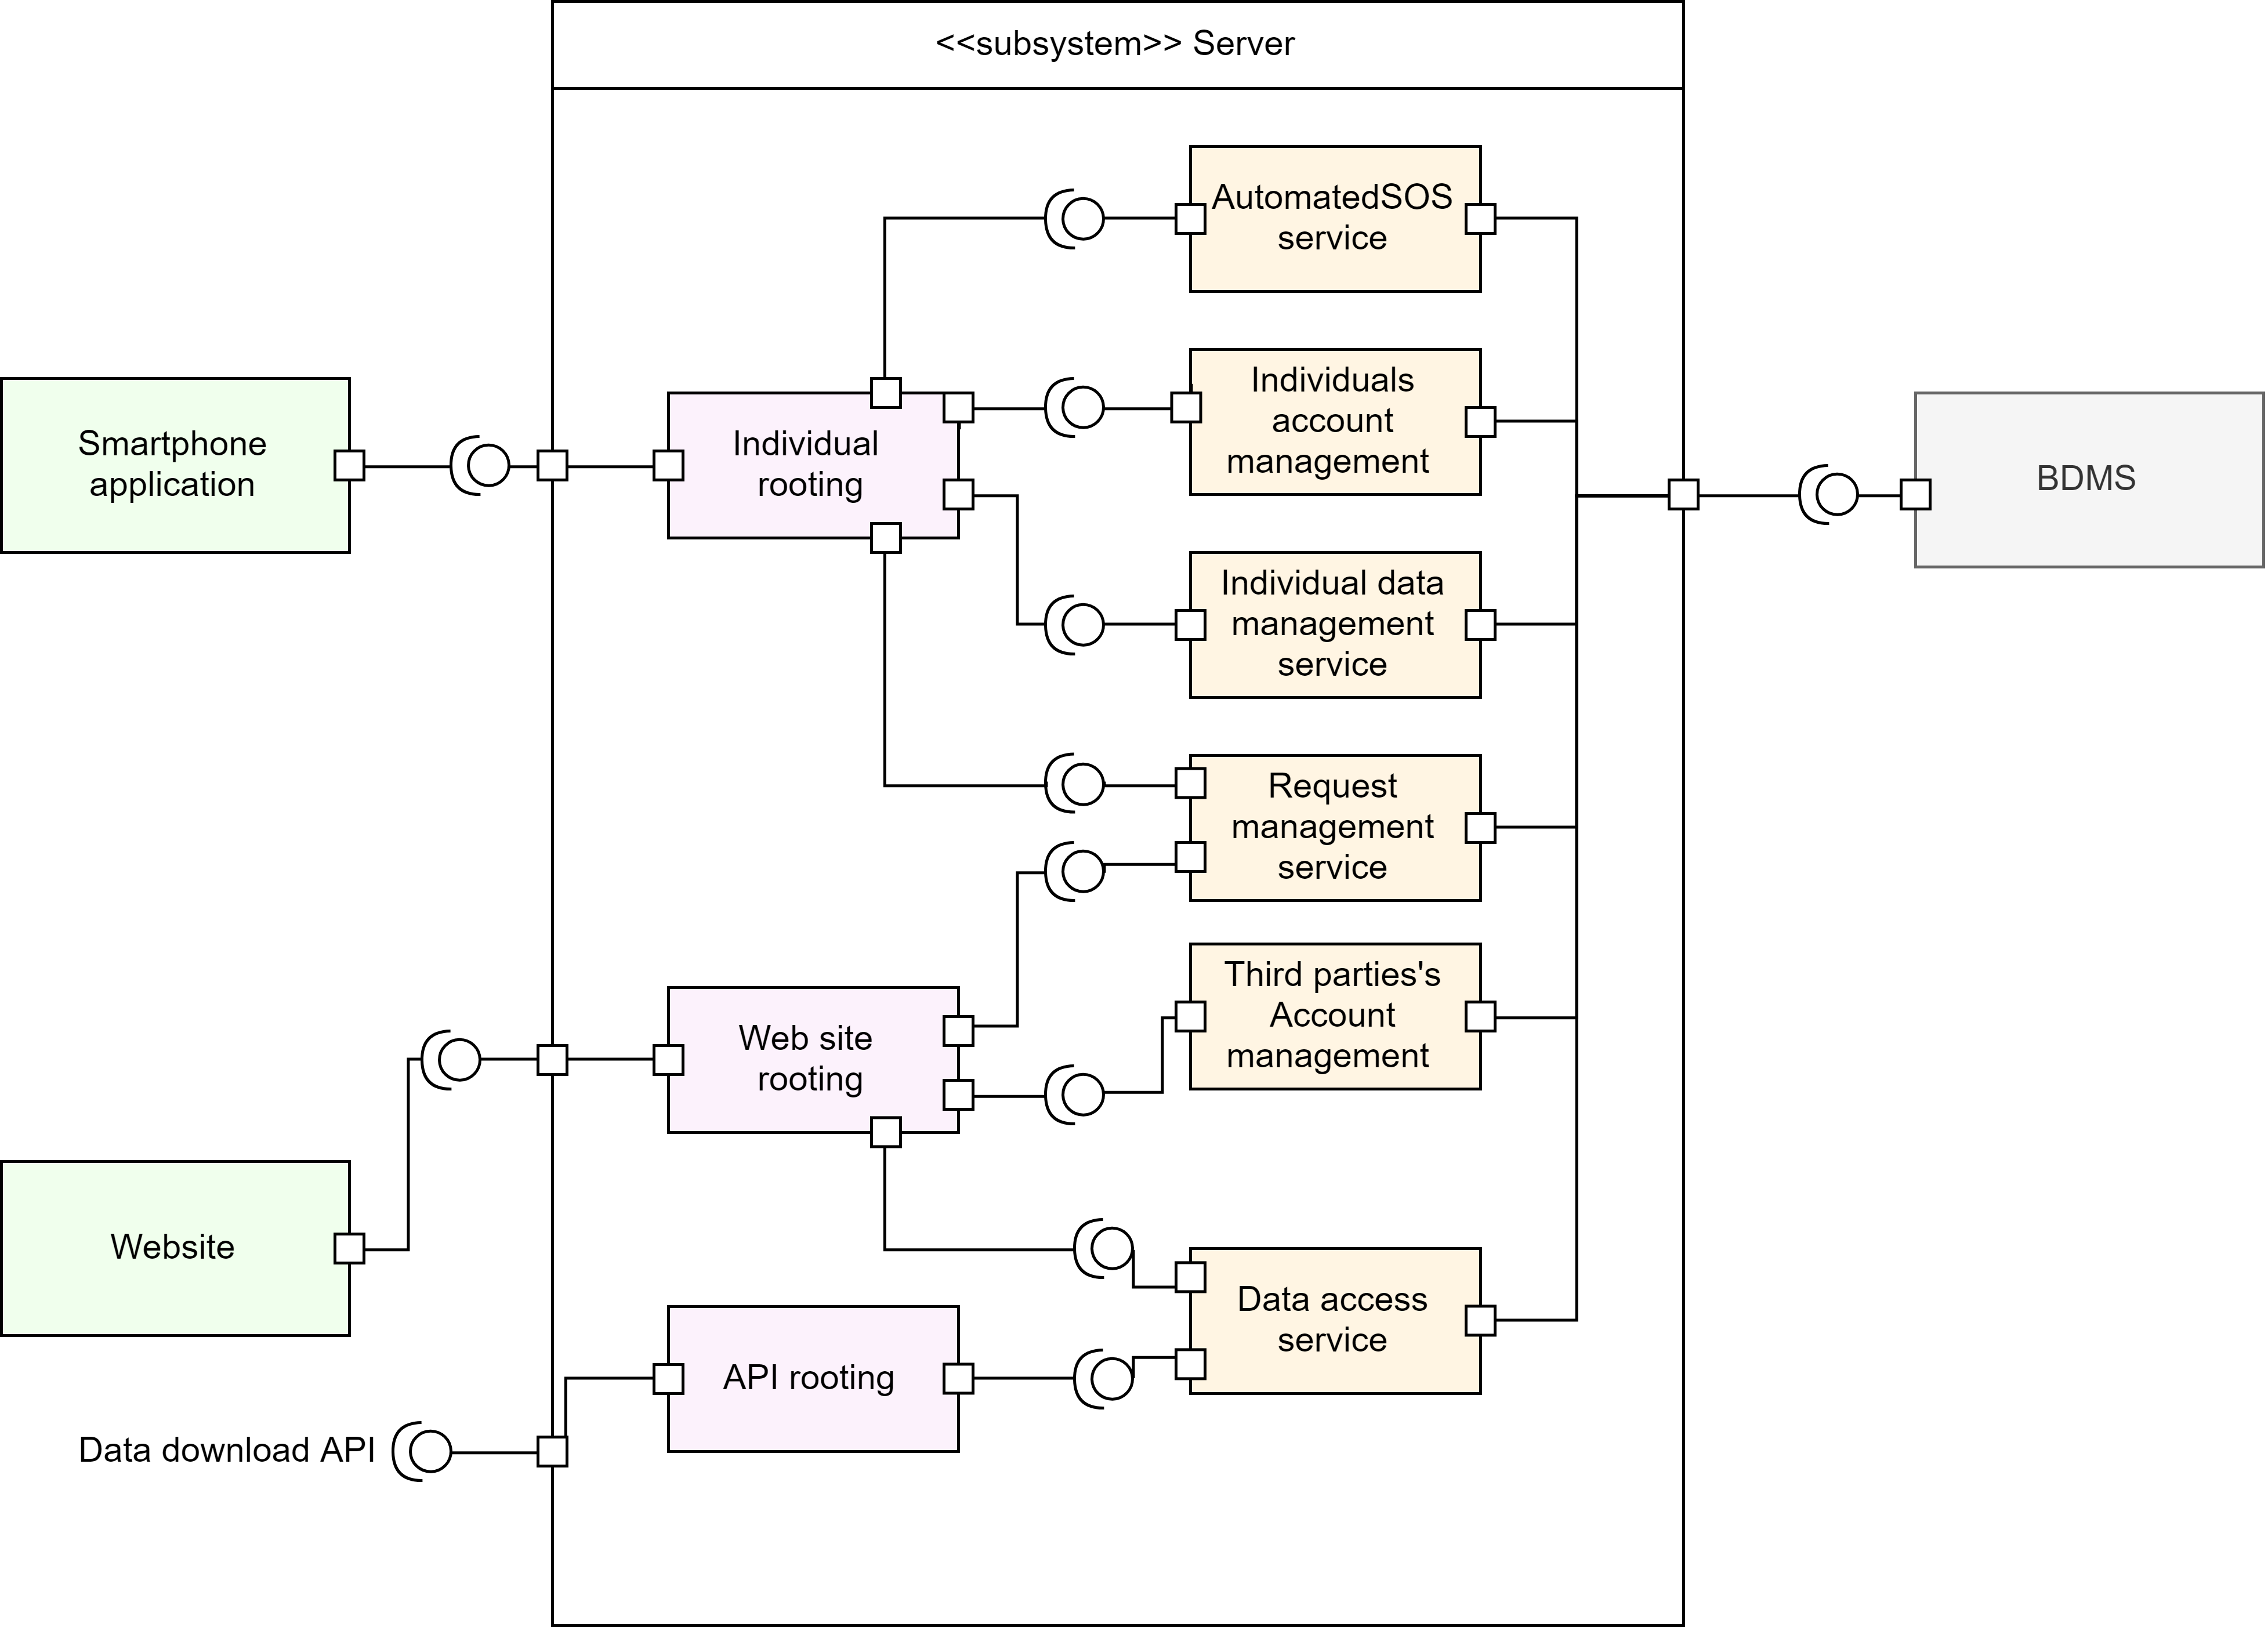 <<subsystem>> Server
AutomatedSOS
service
Individuals
account
management
Smartphone
application
Individual
rooting
BDMS
Individual data
management
service
Request
management
service
Third parties's
Account
management
Web site
rooting
Website
Data access
service
API rooting
Data download API